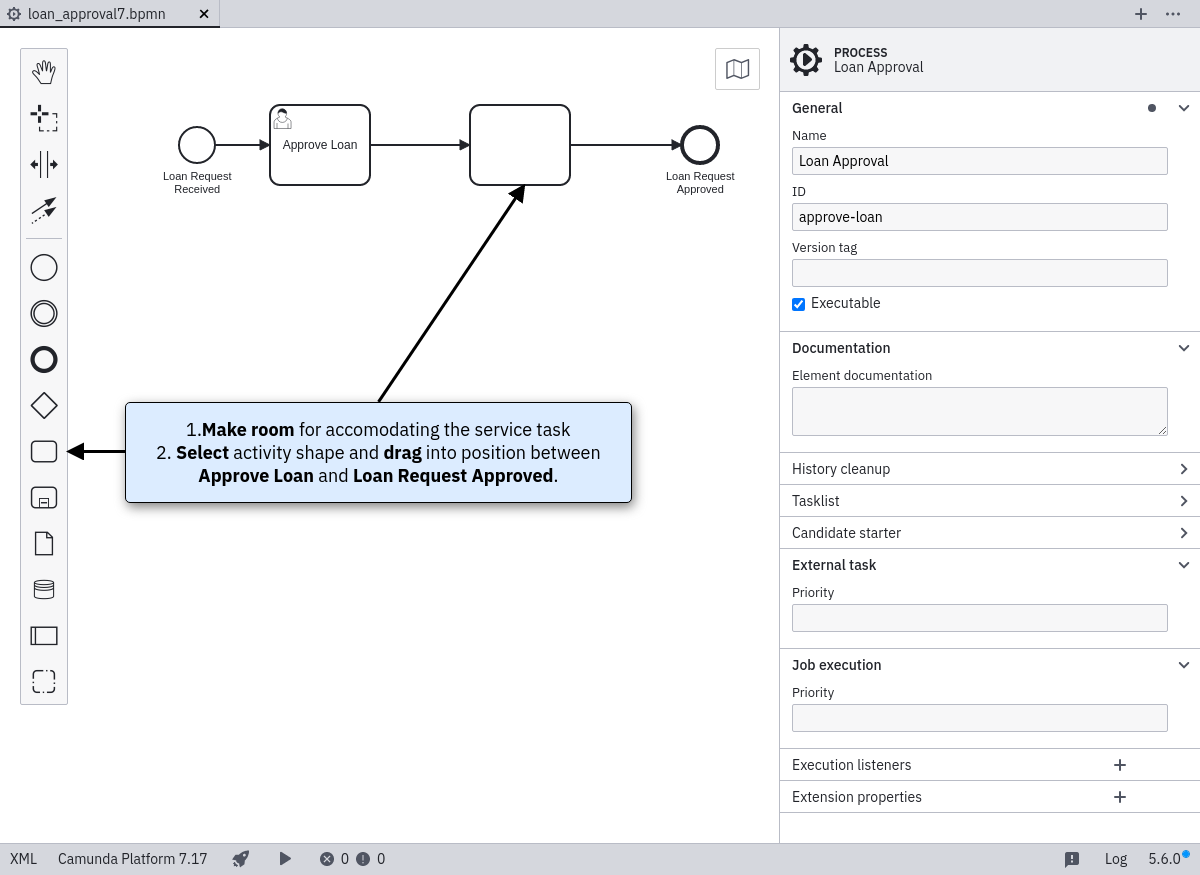 loan_approval7.bpmn
PROCESS
Loan Approval
General
Name
Loan Approval
ID
approve-loan
Version tag
Executable
Documentation
Element documentation
History cleanup
Tasklist
Candidate starter
External task
Priority
Job execution
Priority
Execution listeners
Extension properties
Approve Loan
Loan Request
Received
Loan Request
Approved
1.Make room for accomodating the service task
2. Select activity shape and drag into position between
Approve Loan and Loan Request Approved.
XML Camunda Platform 7.17 0 0 Log 5.6.0